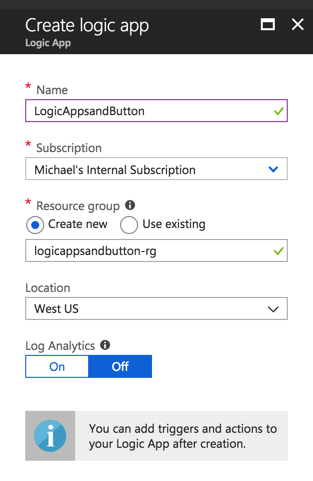 Create logic app
Logic App
* Name
LogicAppsandButton
* Subscription
Michael's Internal Subscription
* Resource group
Create new Use existing
logicappsandbutton-rg
Location
West US
Log Analytics
On Off
You can add triggers and actions to
your Logic App after creation.